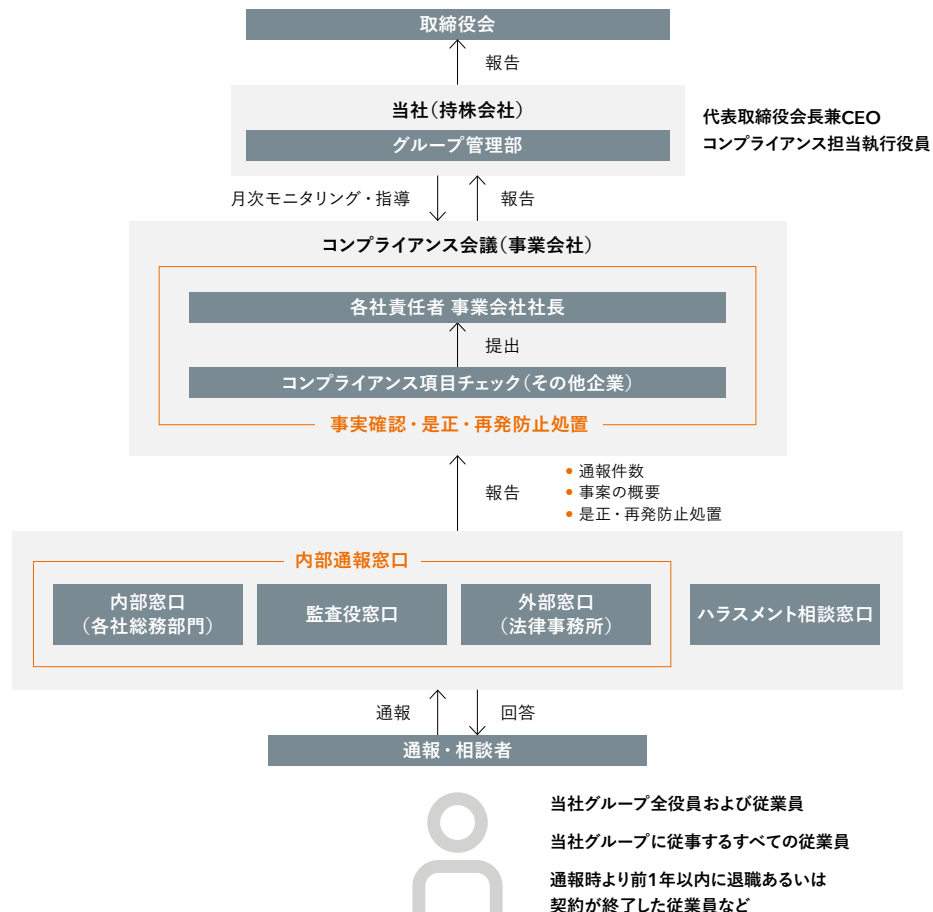 取締役会
報告
当社(持株会社)
グループ管理部
代表取締役会長兼CEO
コンプライアンス担当執行役員
月次モニタリング・指導
報告
コンプライアンス会議(事業会社)
各社責任者 事業会社社長
提出
コンプライアンス項目チェック(その他企業)
事実確認・是正・再発防止処置
報告
• 通報件数
• 事案の概要
• 是正・再発防止処置
内部通報窓口
内部窓口
(各社総務部門)
監査役窓口
外部窓口
(法律事務所)
ハラスメント相談窓口
通報
回答
通報・相談者
当社グループ全役員および従業員
当社グループに従事するすべての従業員
通報時より前1年以内に退職あるいは
契約が終了した従業員など